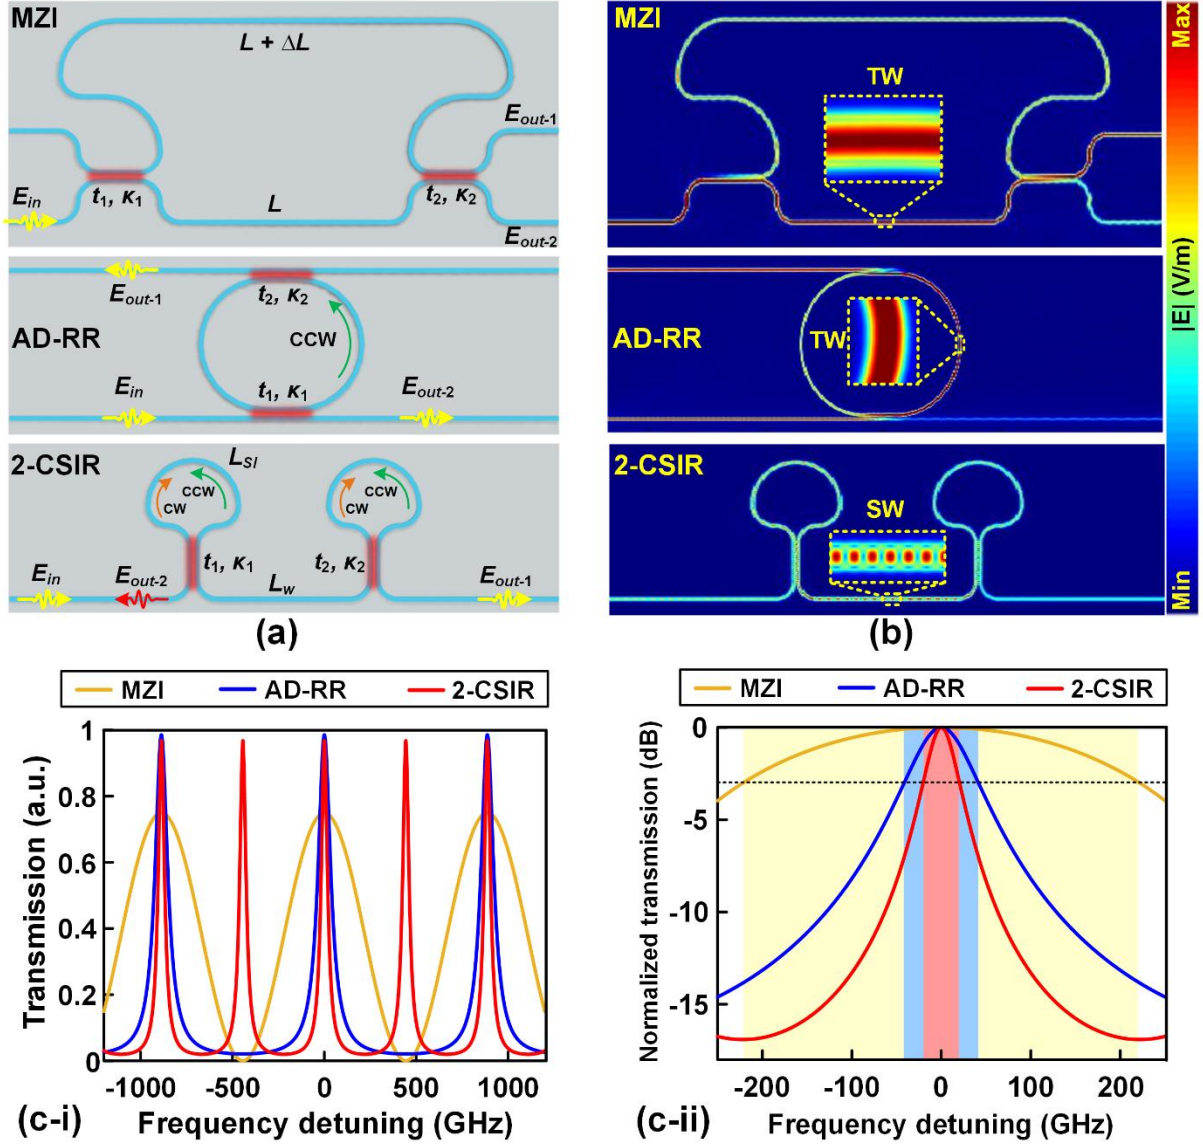 MZI
L + ΔL
E_out-1
t₁, κ₁
t₂, κ₂
E_in
L
E_out-2
E_out-1
t₂, κ₂
AD-RR
CCW
E_in
t₁, κ₁
E_out-2
2-CSIR
L_SI
CW
CCW
CW
CCW
t₁, κ₁
t₂, κ₂
E_in
E_out-2
L_w
E_out-1
(a)
MZI
TW
AD-RR
TW
2-CSIR
SW
Max
|E| (V/m)
Min
(b)
MZI AD-RR 2-CSIR
Transmission (a.u.)
1
0.8
0.6
0.4
0.2
0
-1000 -500 0 500 1000
Frequency detuning (GHz)
(c-i)
MZI AD-RR 2-CSIR
Normalized transmission (dB)
0
-5
-10
-15
-200 -100 0 100 200
Frequency detuning (GHz)
(c-ii)